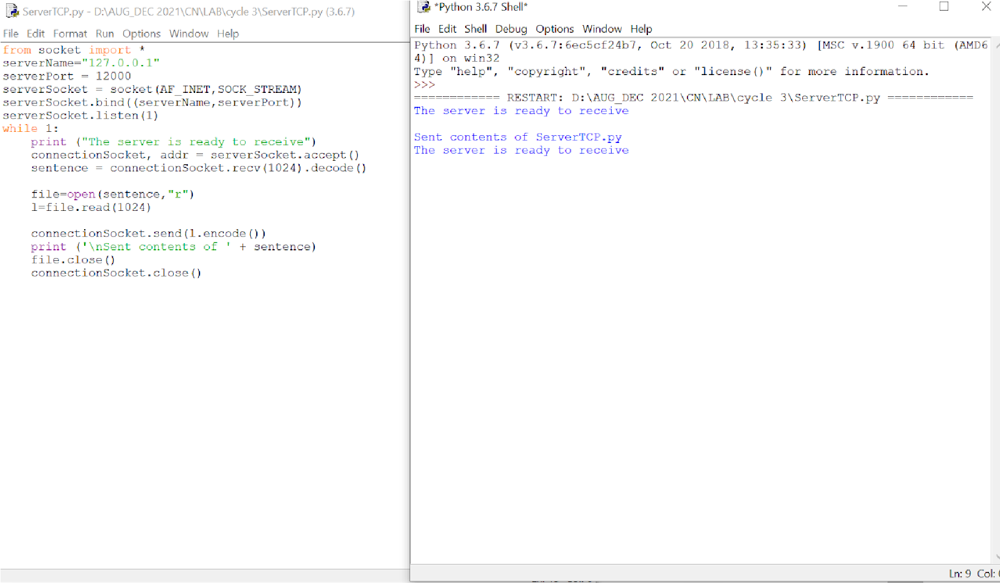 ServerTCP.py - D:\AUG_DEC 2021\CN\LAB\cycle 3\ServerTCP.py (3.6.7)
File Edit Format Run Options Window Help
from socket import *
serverName="127.0.0.1"
serverPort = 12000
serverSocket = socket(AF_INET,SOCK_STREAM)
serverSocket.bind((serverName,serverPort))
serverSocket.listen(1)
while 1:
    print ("The server is ready to receive")
    connectionSocket, addr = serverSocket.accept()
    sentence = connectionSocket.recv(1024).decode()
    file=open(sentence,"r")
    l=file.read(1024)
    connectionSocket.send(l.encode())
    print ('\nSent contents of ' + sentence)
    file.close()
    connectionSocket.close()
*Python 3.6.7 Shell*
File Edit Shell Debug Options Window Help
Python 3.6.7 (v3.6.7:6ec5cf24b7, Oct 20 2018, 13:35:33) [MSC v.1900 64 bit (AMD6
4)] on win32
Type "help", "copyright", "credits" or "license()" for more information.
>>>
============ RESTART: D:\AUG_DEC 2021\CN\LAB\cycle 3\ServerTCP.py ============
The server is ready to receive
Sent contents of ServerTCP.py
The server is ready to receive
Ln: 9 Col: